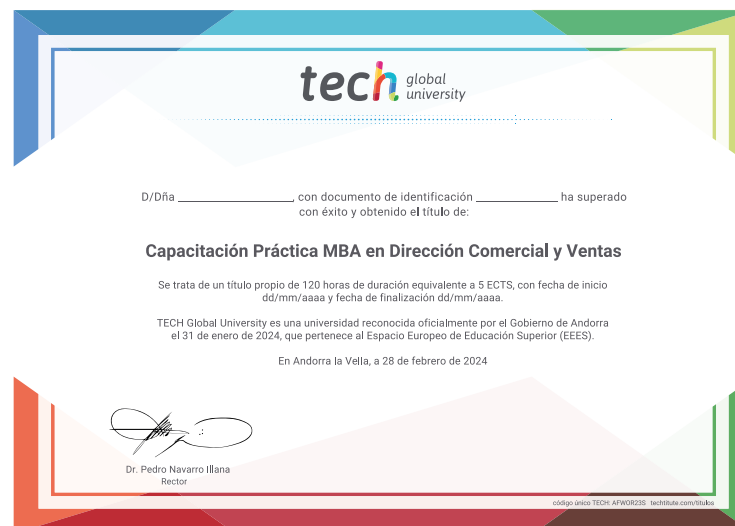 tech global university
D/Dña ______________, con documento de identificación __________ ha superado
con éxito y obtenido el título de:
Capacitación Práctica MBA en Dirección Comercial y Ventas
Se trata de un título propio de 120 horas de duración equivalente a 5 ECTS, con fecha de inicio
dd/mm/aaaa y fecha de finalización dd/mm/aaaa.
TECH Global University es una universidad reconocida oficialmente por el Gobierno de Andorra
el 31 de enero de 2024, que pertenece al Espacio Europeo de Educación Superior (EEES).
En Andorra la Vella, a 28 de febrero de 2024
Dr. Pedro Navarro Illana
Rector
código único TECH: AFWOR23S techtitute.com/titulos